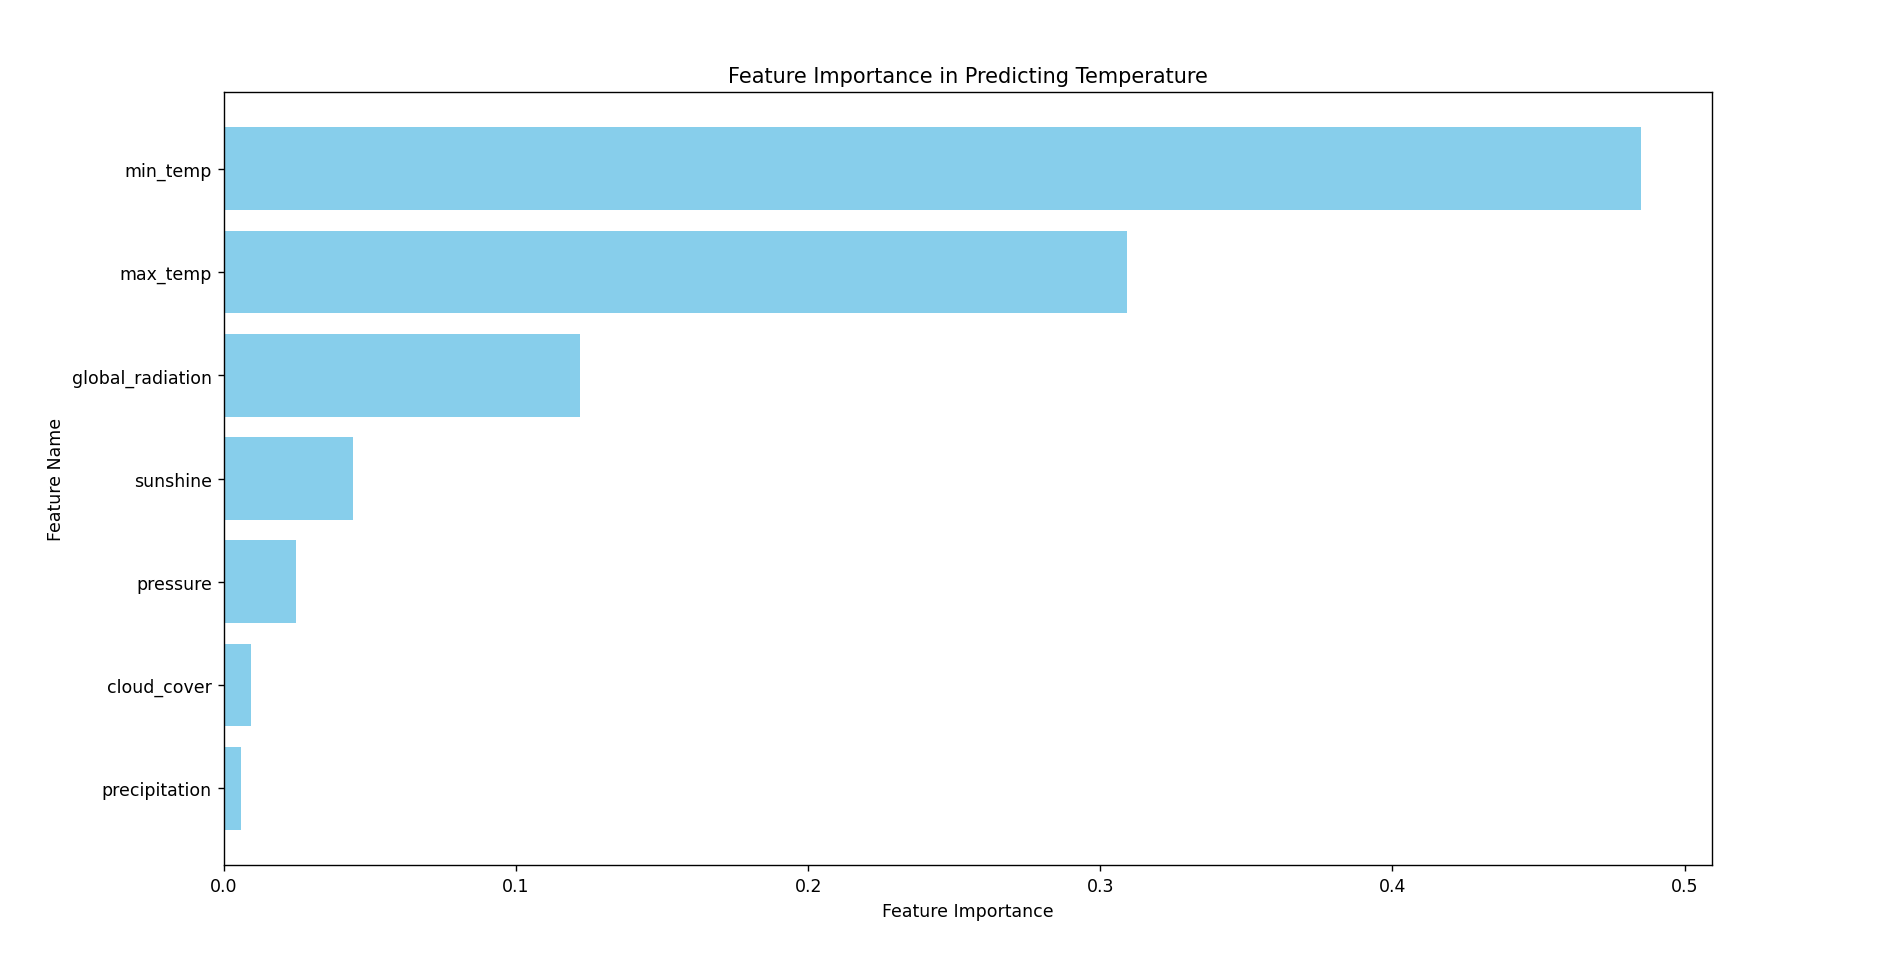 Feature Importance in Predicting Temperature
Feature Name
min_temp
max_temp
global_radiation
sunshine
pressure
cloud_cover
precipitation
0.0 0.1 0.2 0.3 0.4 0.5
Feature Importance